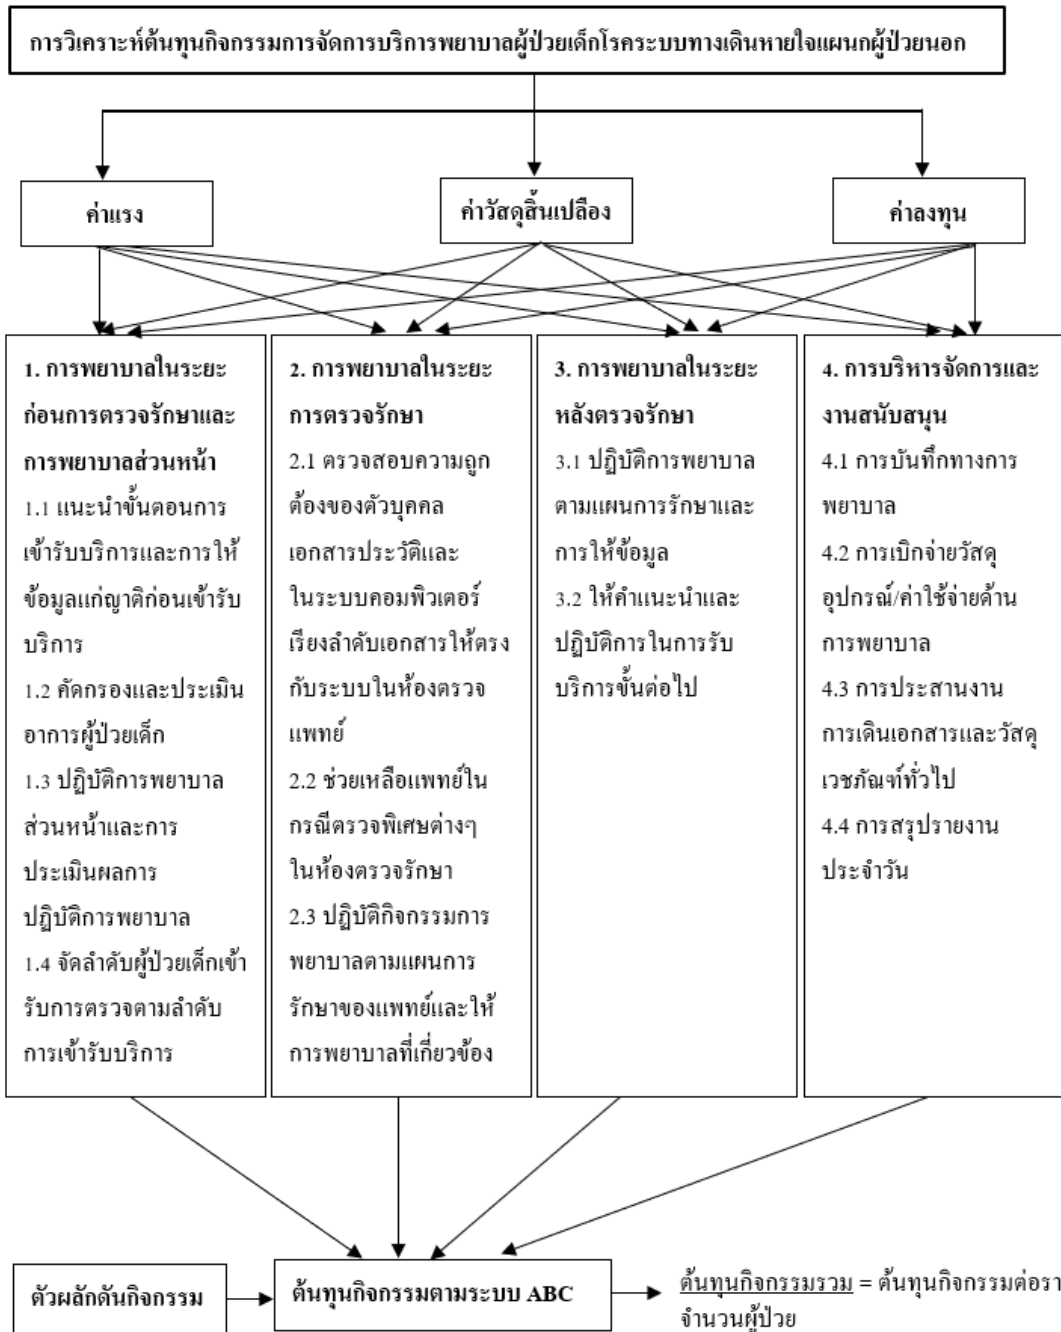 การวิเคราะห์ต้นทุนกิจกรรมการจัดการบริการพยาบาลผู้ป่วยเด็กโรคระบบทางเดินหายใจแผนกผู้ป่วยนอก
ค่าแรง
ค่าวัสดุสิ้นเปลือง
ค่าลงทุน
1. การพยาบาลในระยะ
ก่อนการตรวจรักษาและ
การพยาบาลส่วนหน้า
1.1 แนะนำขั้นตอนการ
เข้ารับบริการและการให้
ข้อมูลแก่ญาติก่อนเข้ารับ
บริการ
1.2 คัดกรองและประเมิน
อาการผู้ป่วยเด็ก
1.3 ปฏิบัติการพยาบาล
ส่วนหน้าและการ
ประเมินผลการ
ปฏิบัติการพยาบาล
1.4 จัดลำดับผู้ป่วยเด็กเข้า
รับการตรวจตามลำดับ
การเข้ารับบริการ
2. การพยาบาลในระยะ
การตรวจรักษา
2.1 ตรวจสอบความถูก
ต้องของตัวบุคคล
เอกสารประวัติและ
ในระบบคอมพิวเตอร์
เรียงลำดับเอกสารให้ตรง
กับระบบในห้องตรวจ
แพทย์
2.2 ช่วยเหลือแพทย์ใน
กรณีตรวจพิเศษต่างๆ
ในห้องตรวจรักษา
2.3 ปฏิบัติกิจกรรมการ
พยาบาลตามแผนการ
รักษาของแพทย์และให้
การพยาบาลที่เกี่ยวข้อง
3. การพยาบาลในระยะ
หลังตรวจรักษา
3.1 ปฏิบัติการพยาบาล
ตามแผนการรักษาและ
การให้ข้อมูล
3.2 ให้คำแนะนำและ
ปฏิบัติการในการรับ
บริการขั้นต่อไป
4. การบริหารจัดการและ
งานสนับสนุน
4.1 การบันทึกทางการ
พยาบาล
4.2 การเบิกจ่ายวัสดุ
อุปกรณ์/ค่าใช้จ่ายด้าน
การพยาบาล
4.3 การประสานงาน
การเดินเอกสารและวัสดุ
เวชภัณฑ์ทั่วไป
4.4 การสรุปรายงาน
ประจำวัน
ตัวผลักดันกิจกรรม
ต้นทุนกิจกรรมตามระบบ ABC
ต้นทุนกิจกรรมรวม = ต้นทุนกิจกรรมต่อรา
จำนวนผู้ป่วย